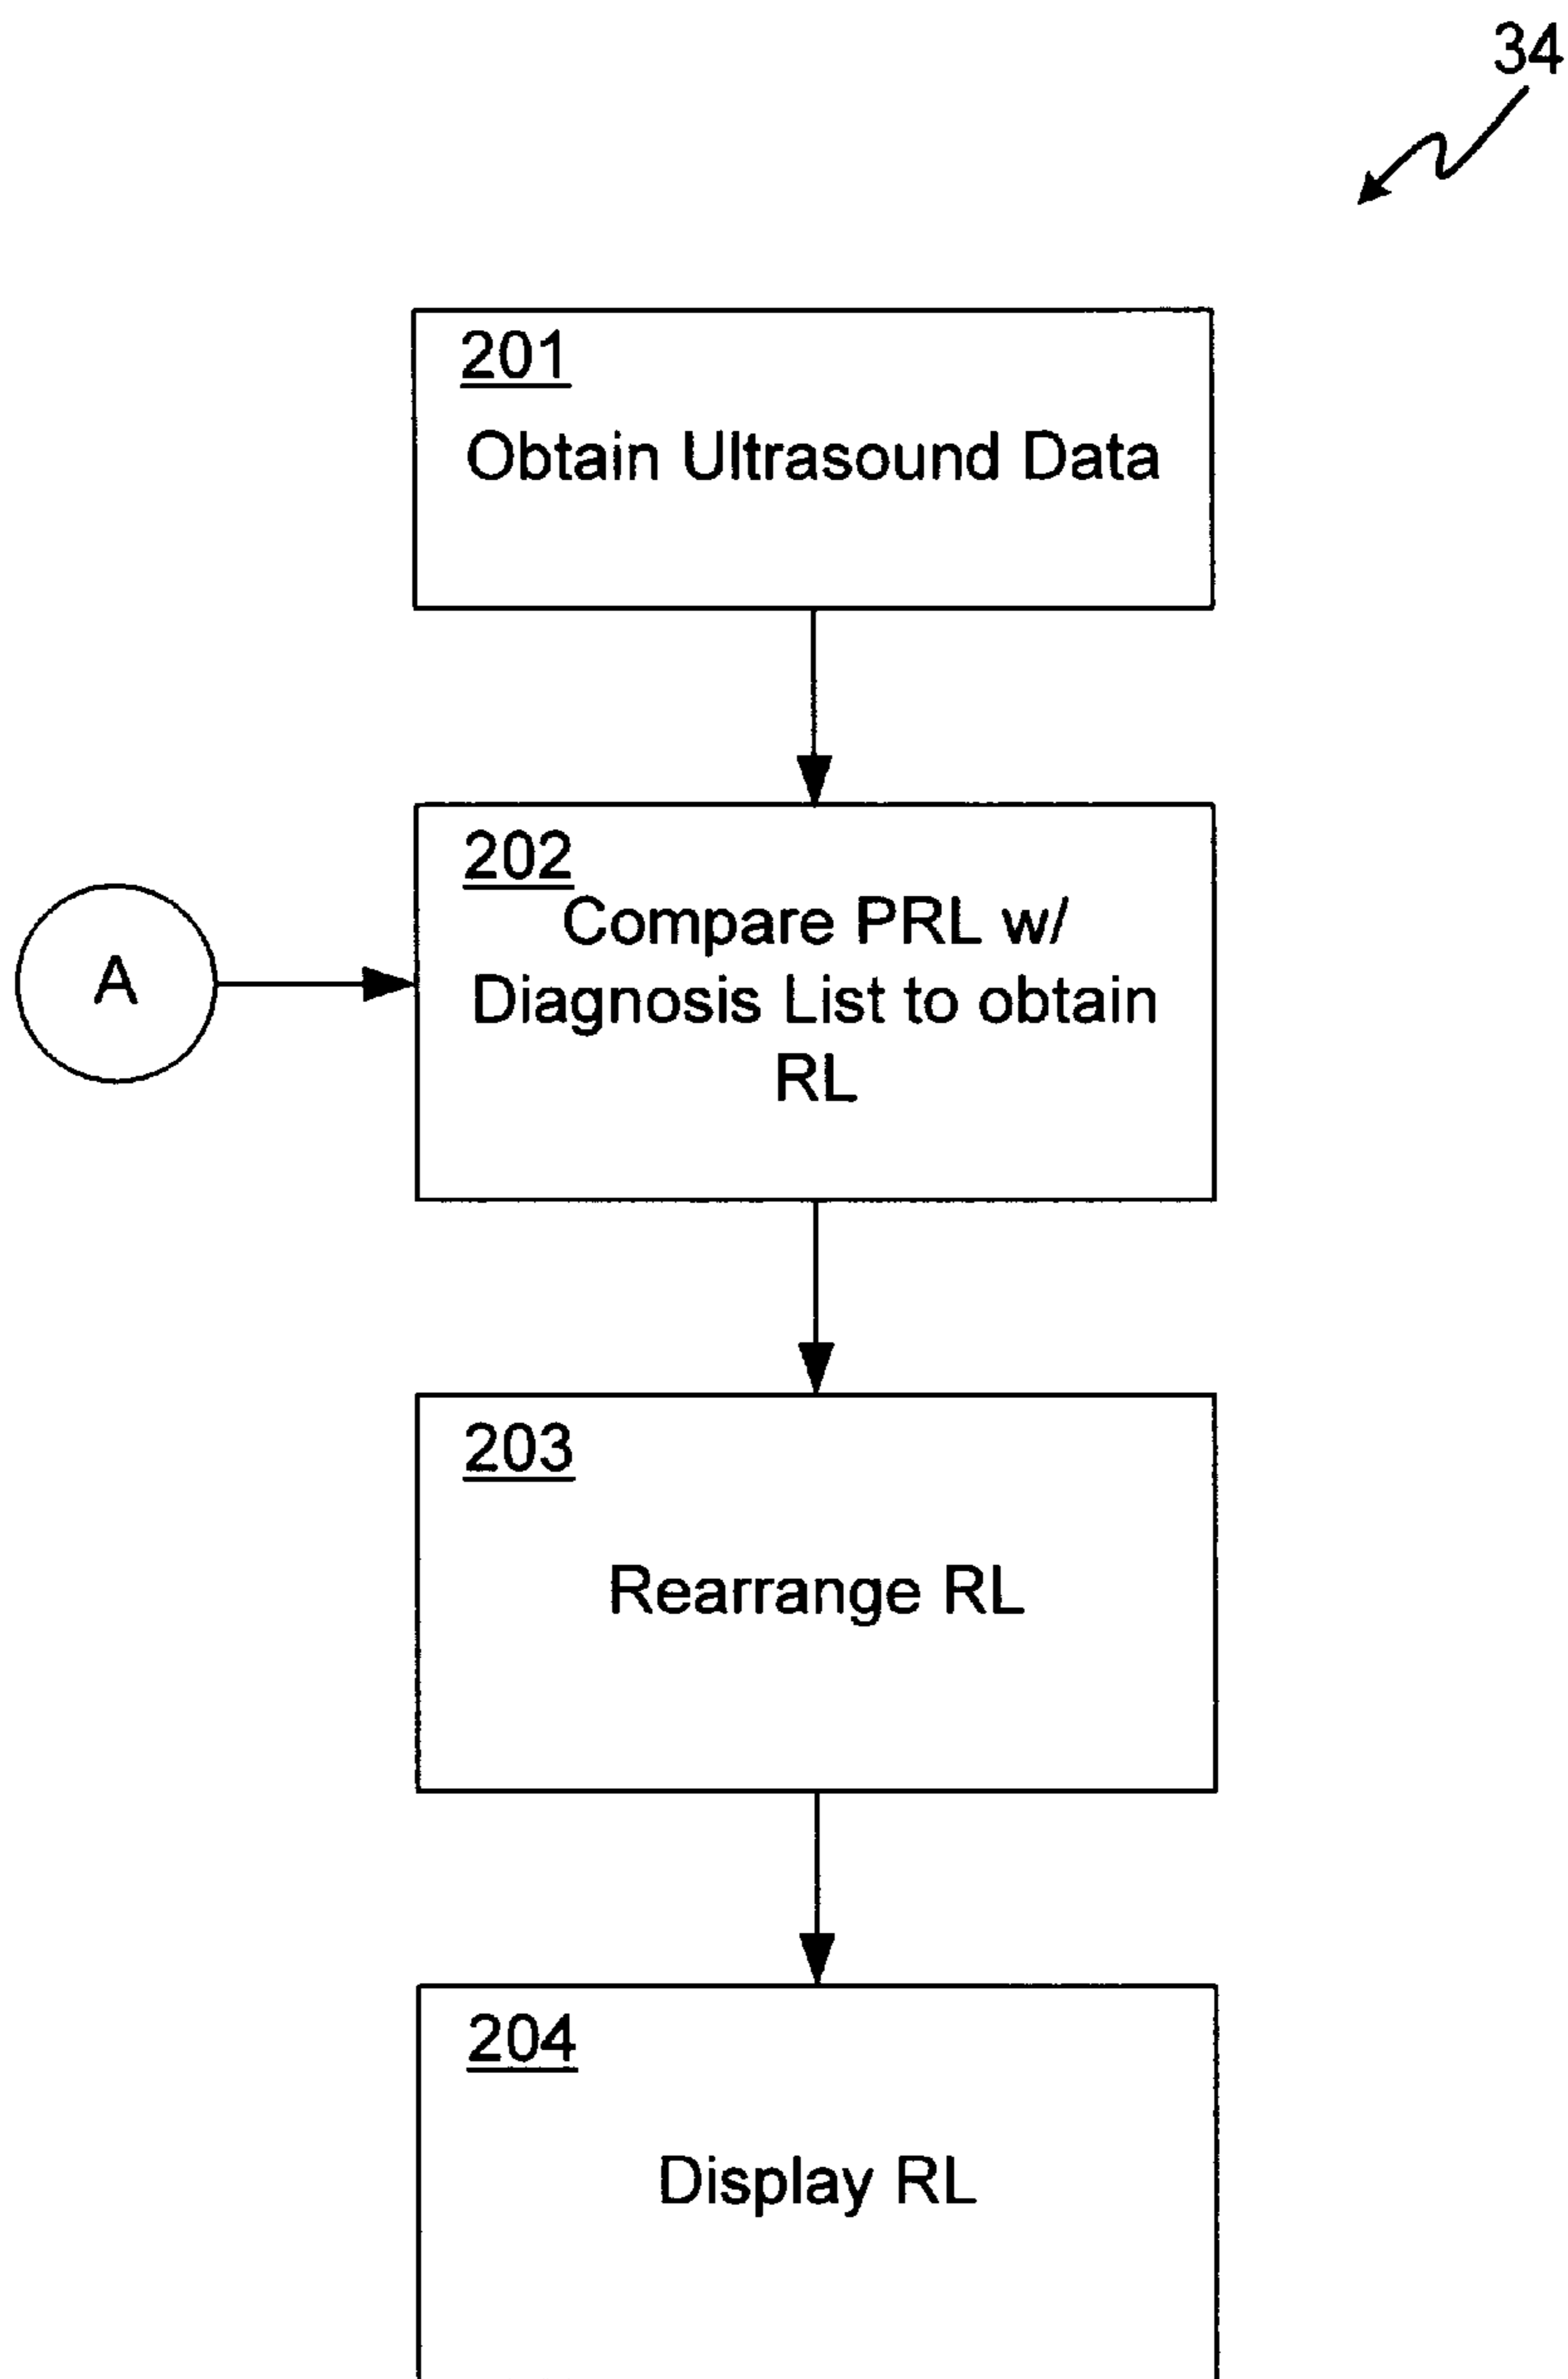 34
201
Obtain Ultrasound Data
202
Compare PRL w/
Diagnosis List to obtain
RL
A
203
Rearrange RL
204
Display RL